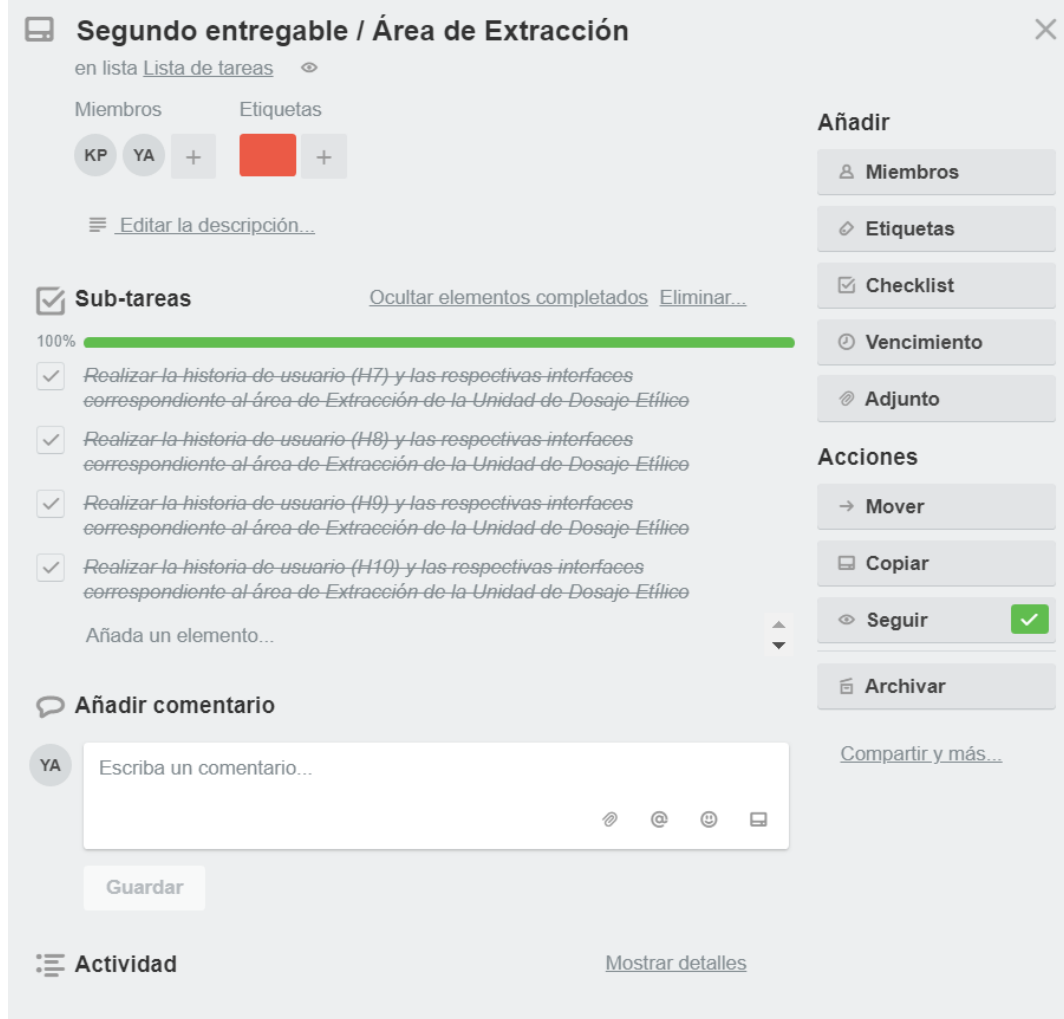 Segundo entregable / Área de Extracción
en lista Lista de tareas
Miembros
Etiquetas
KP
YA
+
+
Editar la descripción...
Sub-tareas
Ocultar elementos completados
Eliminar...
100%
Realizar la historia de usuario (H7) y las respectivas interfaces
correspondiente al área de Extracción de la Unidad de Dosaje Etílico
Realizar la historia de usuario (H8) y las respectivas interfaces
correspondiente al área de Extracción de la Unidad de Dosaje Etílico
Realizar la historia de usuario (H9) y las respectivas interfaces
correspondiente al área de Extracción de la Unidad de Dosaje Etílico
Realizar la historia de usuario (H10) y las respectivas interfaces
correspondiente al área de Extracción de la Unidad de Dosaje Etílico
Añada un elemento...
Añadir comentario
YA
Escriba un comentario...
@
Guardar
Actividad
Mostrar detalles
Añadir
Miembros
Etiquetas
Checklist
Vencimiento
Adjunto
Acciones
Mover
Copiar
Seguir
Archivar
Compartir y más...